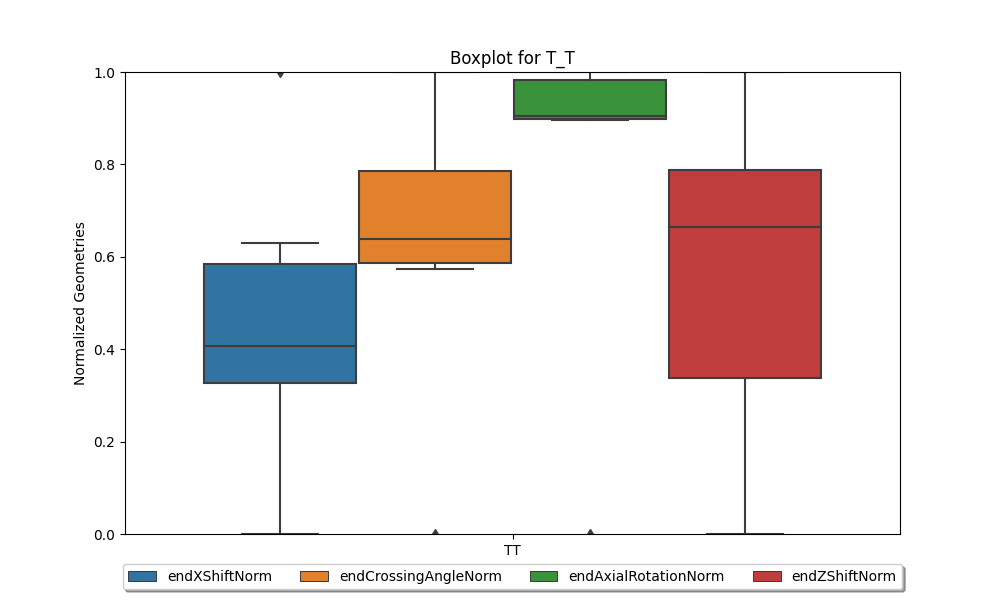 Boxplot for T_T
Normalized Geometries
1.0
0.8
0.6
0.4
0.2
0.0
TT
endXShiftNorm endCrossingAngleNorm endAxialRotationNorm endZShiftNorm